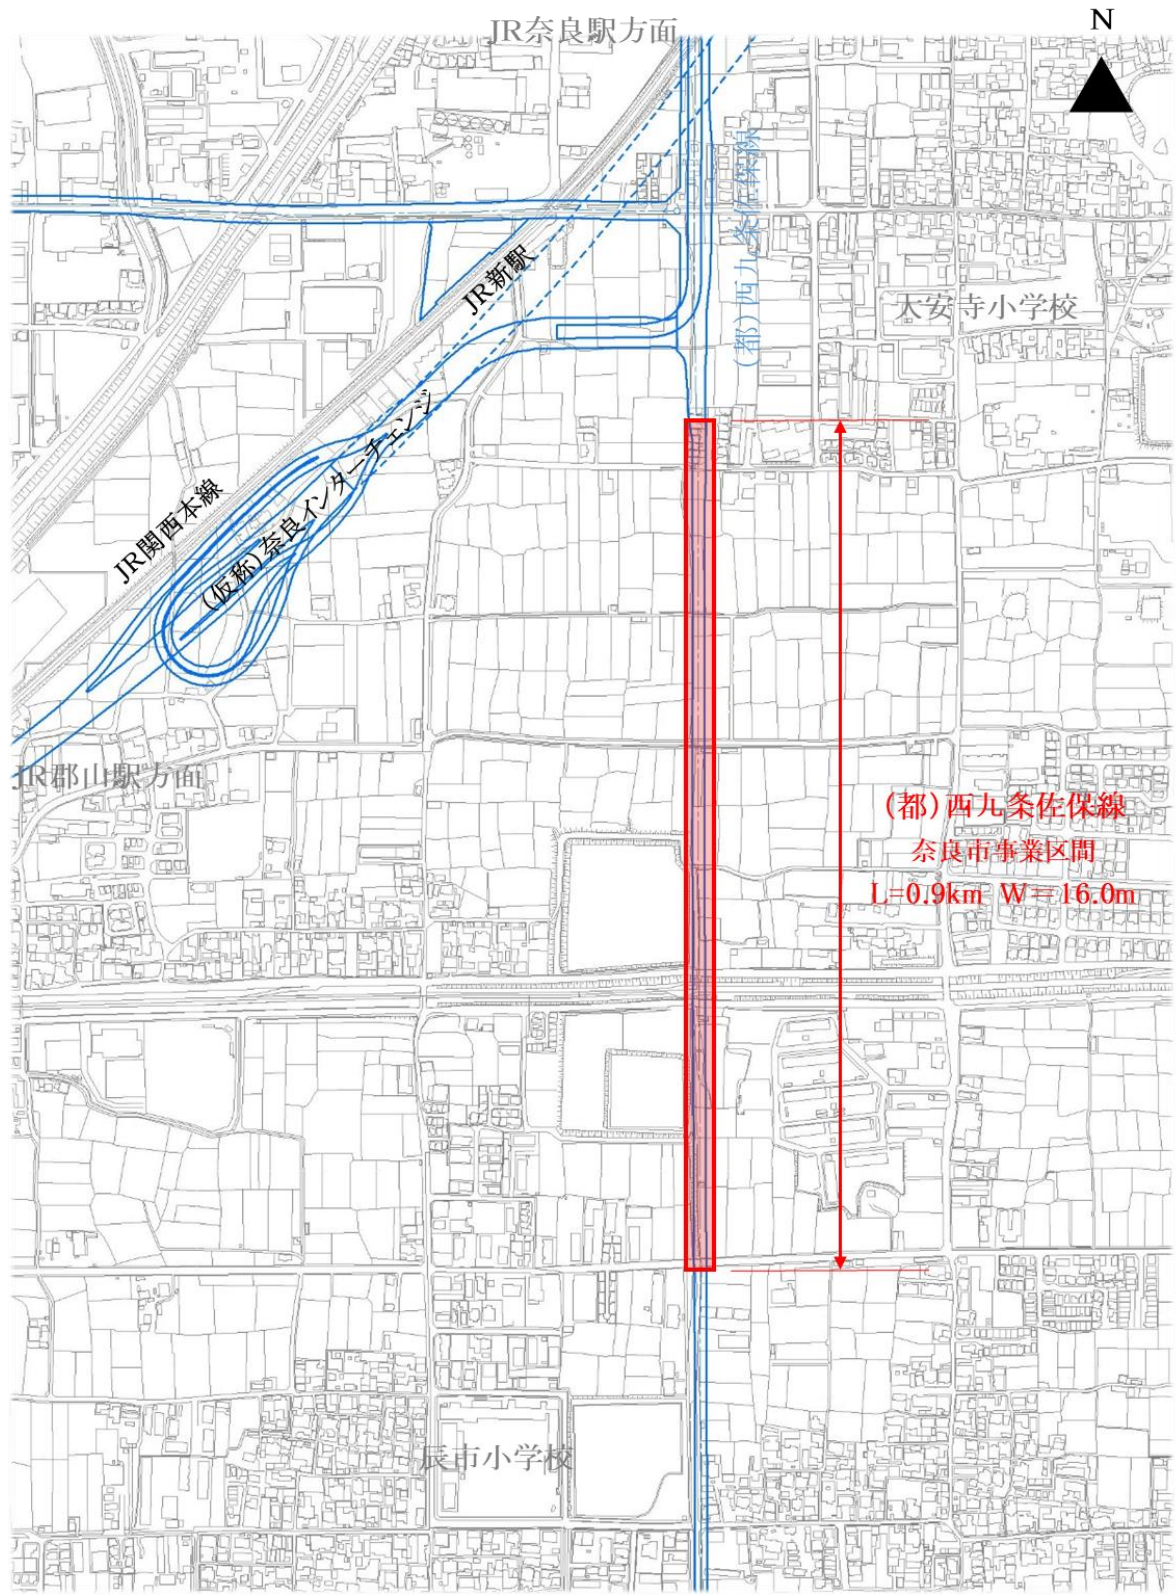 N
JR奈良駅方面
(都)西九条佐保線
JR新駅
大安寺小学校
(仮称)奈良インターチェンジ
JR関西本線
JR郡山駅方面
(都)西九条佐保線
奈良市事業区間
L=0.9km W=16.0m
辰市小学校